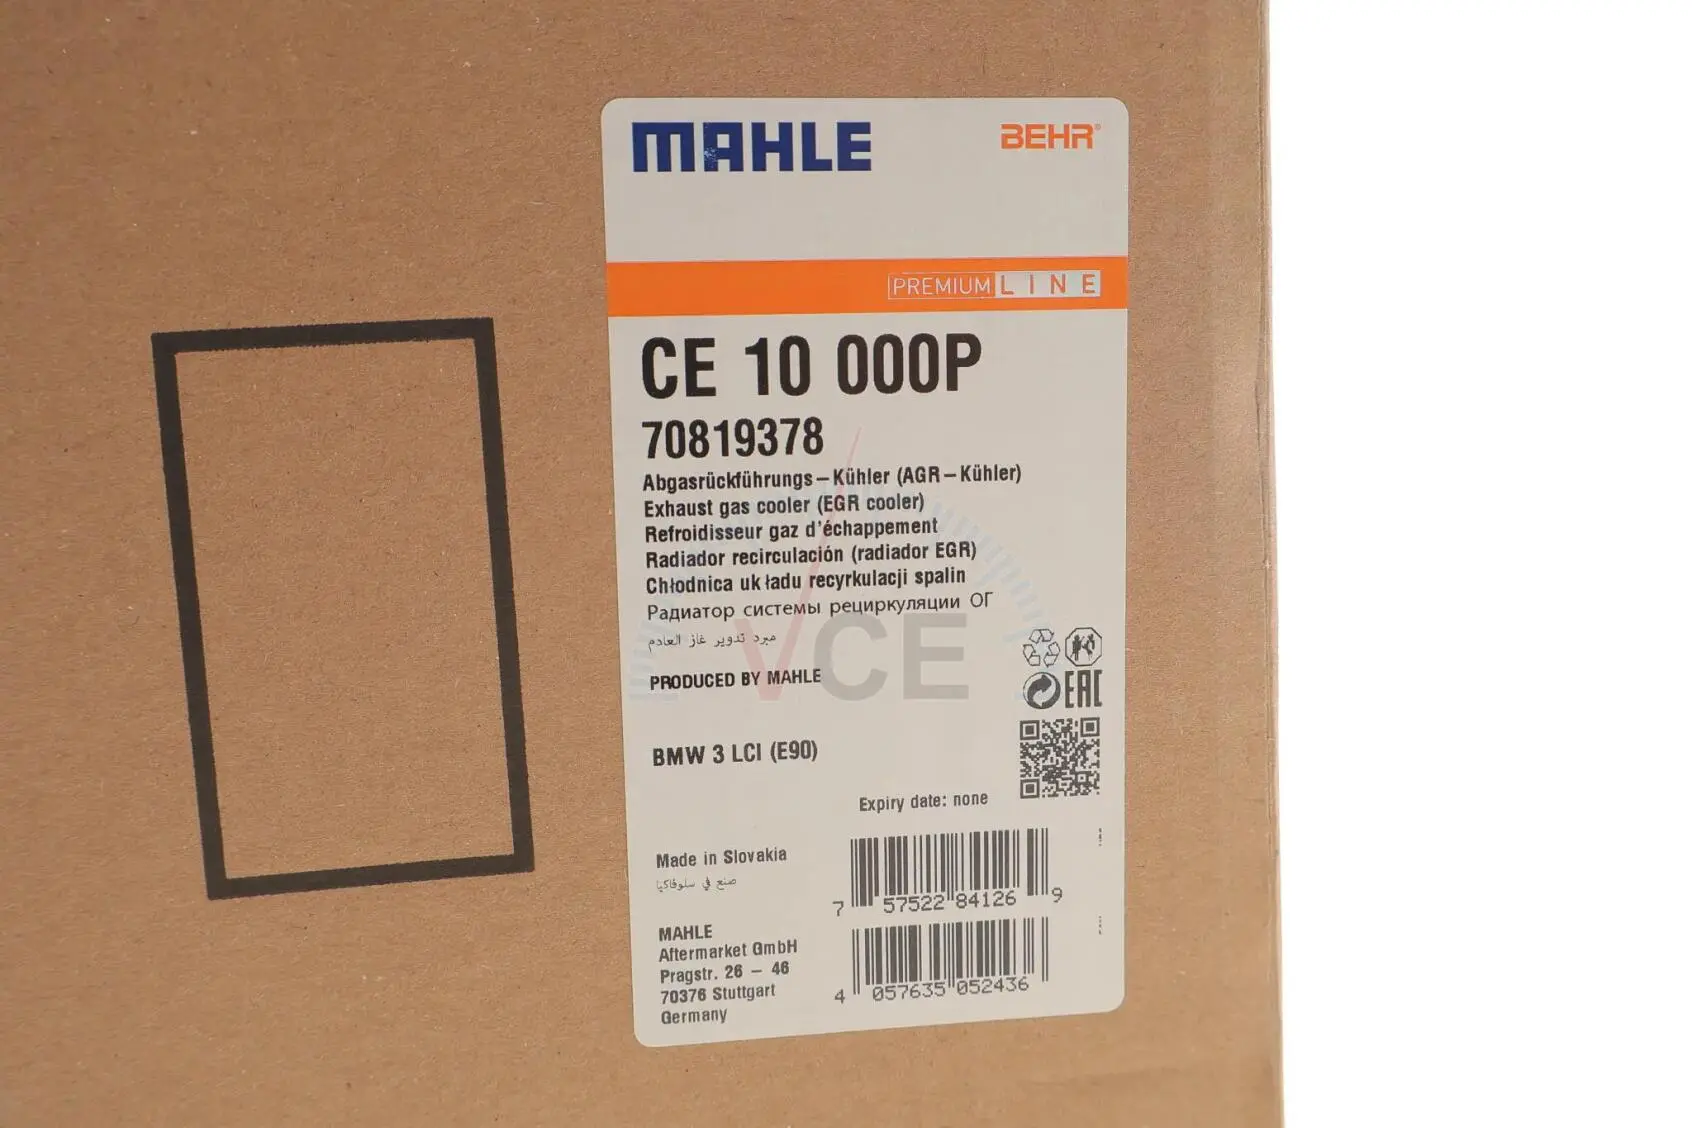 MAHLE
BEHR®
PREMIUM LINE
CE 10 000P
70819378
Abgasrückführungs–Kühler (AGR–Kühler)
Exhaust gas cooler (EGR cooler)
Refroidisseur gaz d'échappement
Radiador recirculación (radiador EGR)
Chłodnica układu recyrkulacji spalin
Радиатор системы рециркуляции ОГ
مبرد تدوير غاز العادم
VCE
PRODUCED BY MAHLE
EAC
BMW 3 LCI (E90)
Expiry date: none
Made in Slovakia
صنع في سلوفاكيا
7 57522 84126 9
MAHLE
Aftermarket GmbH
Pragstr. 26 – 46
70376 Stuttgart
Germany
4 057635 052436